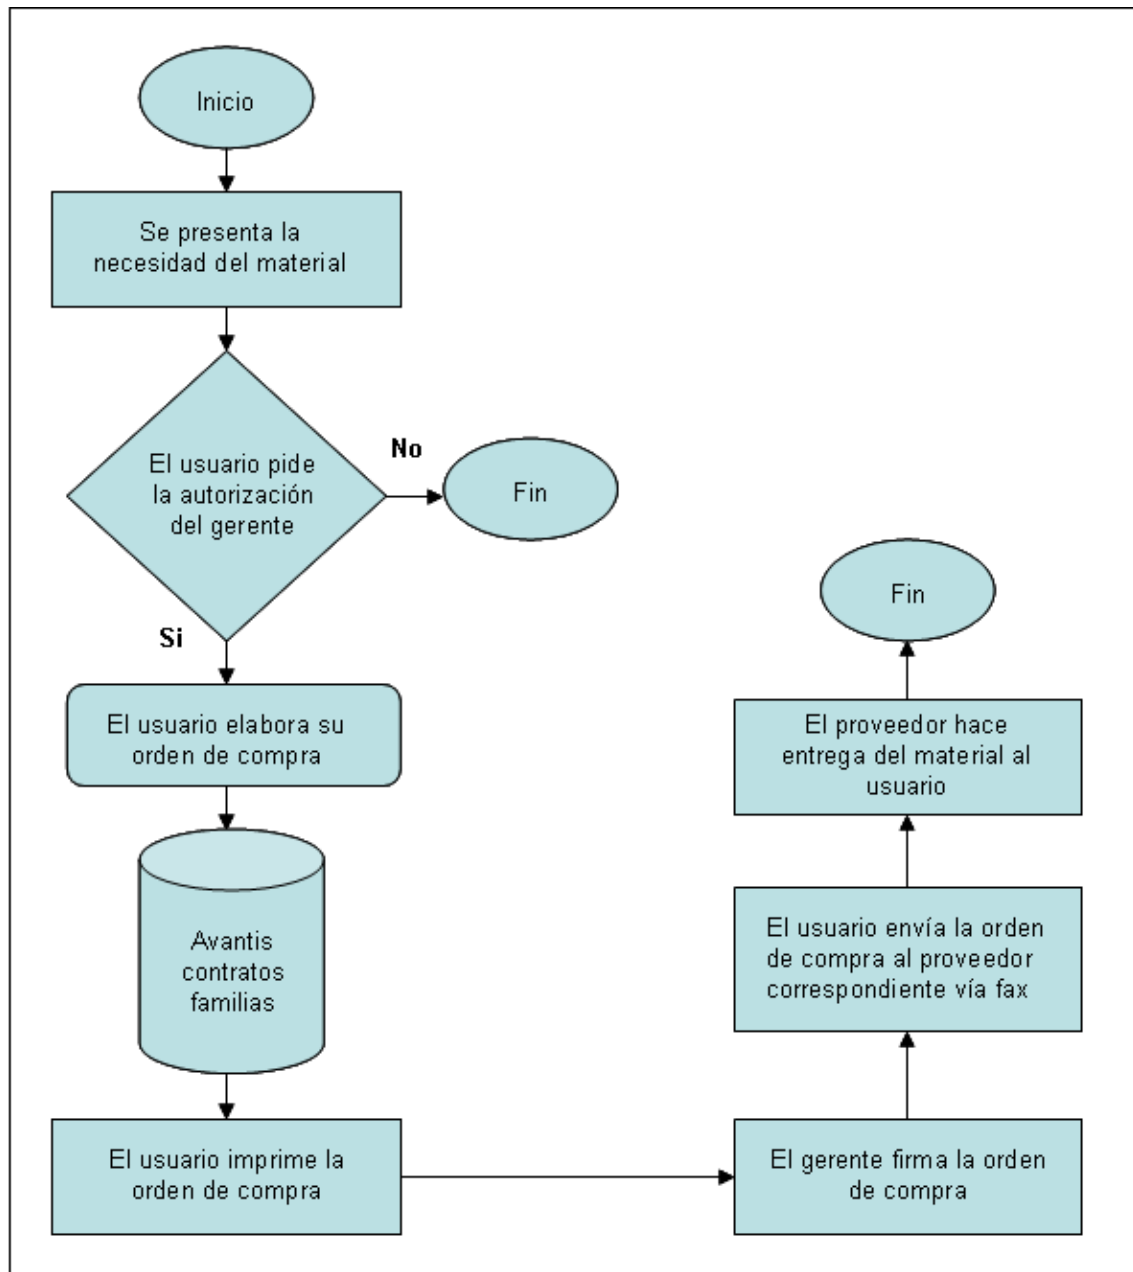 Inicio
Se presenta la
necesidad del material
El usuario pide
la autorización
del gerente
No
Fin
Si
El usuario elabora su
orden de compra
Avantis
contratos
familias
El usuario imprime la
orden de compra
El gerente firma la orden
de compra
El usuario envía la orden
de compra al proveedor
correspondiente vía fax
El proveedor hace
entrega del material al
usuario
Fin